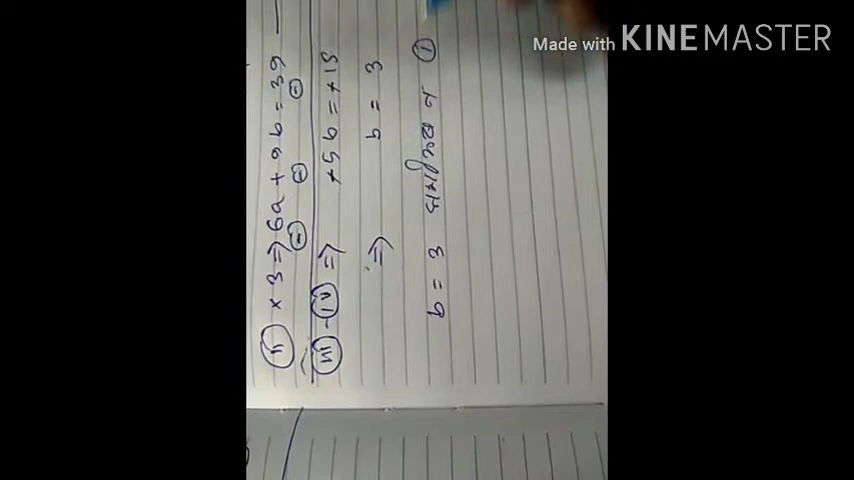 Made with KINEMASTER
(ii) × 3 ⇒ 6a + 9b = 39 —
(-) (-) (-)
(iii) - (iv) ⇒ +5b = +15
⇒ b = 3
b = 3 (i)